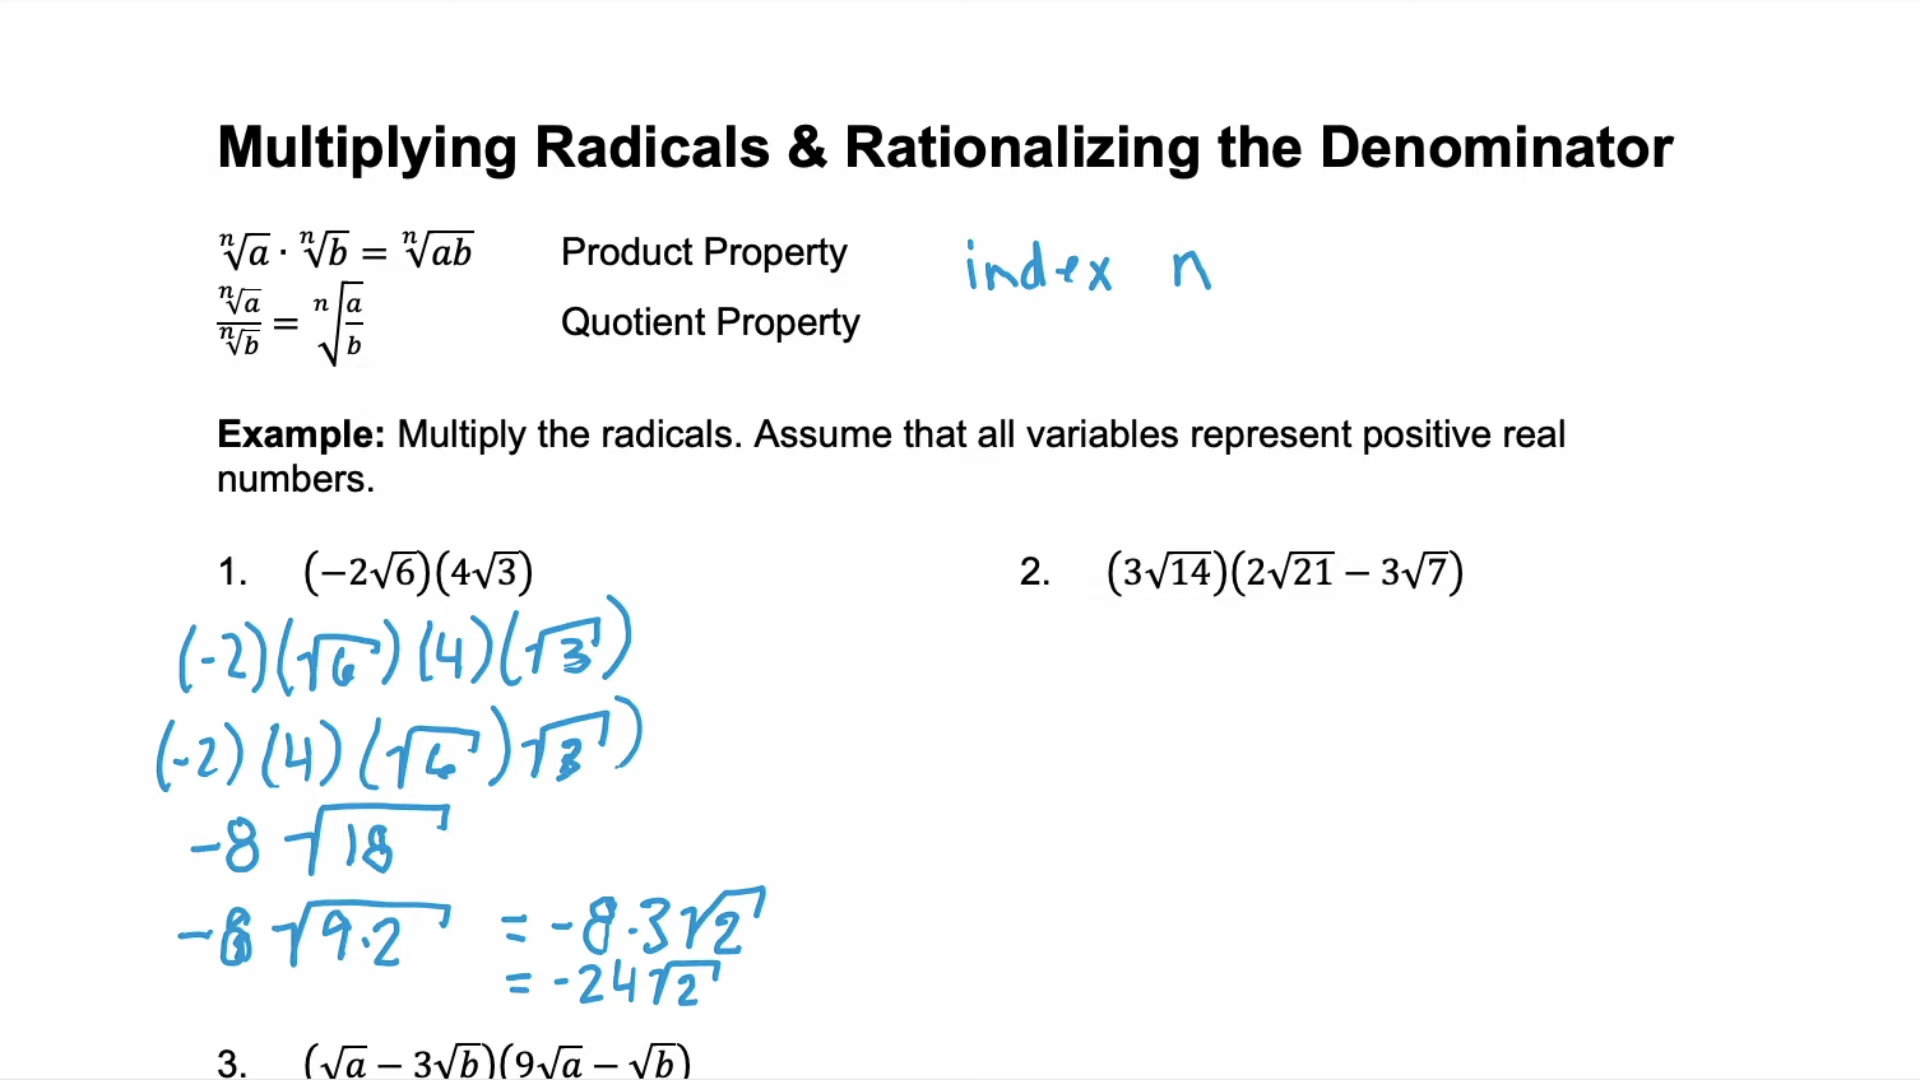 Multiplying Radicals & Rationalizing the Denominator
ⁿ√a · ⁿ√b = ⁿ√ab Product Property index n
ⁿ√a / ⁿ√b = ⁿ√(a/b) Quotient Property
Example: Multiply the radicals. Assume that all variables represent positive real
numbers.
1. (−2√6)(4√3)
(-2)(√6)(4)(√3)
(-2)(4)(√6)√3)
-8√18
-8√9·2 = -8·3√2
= -24√2
2. (3√14)(2√21 − 3√7)
3. (√a − 3√b)(9√a − √b)